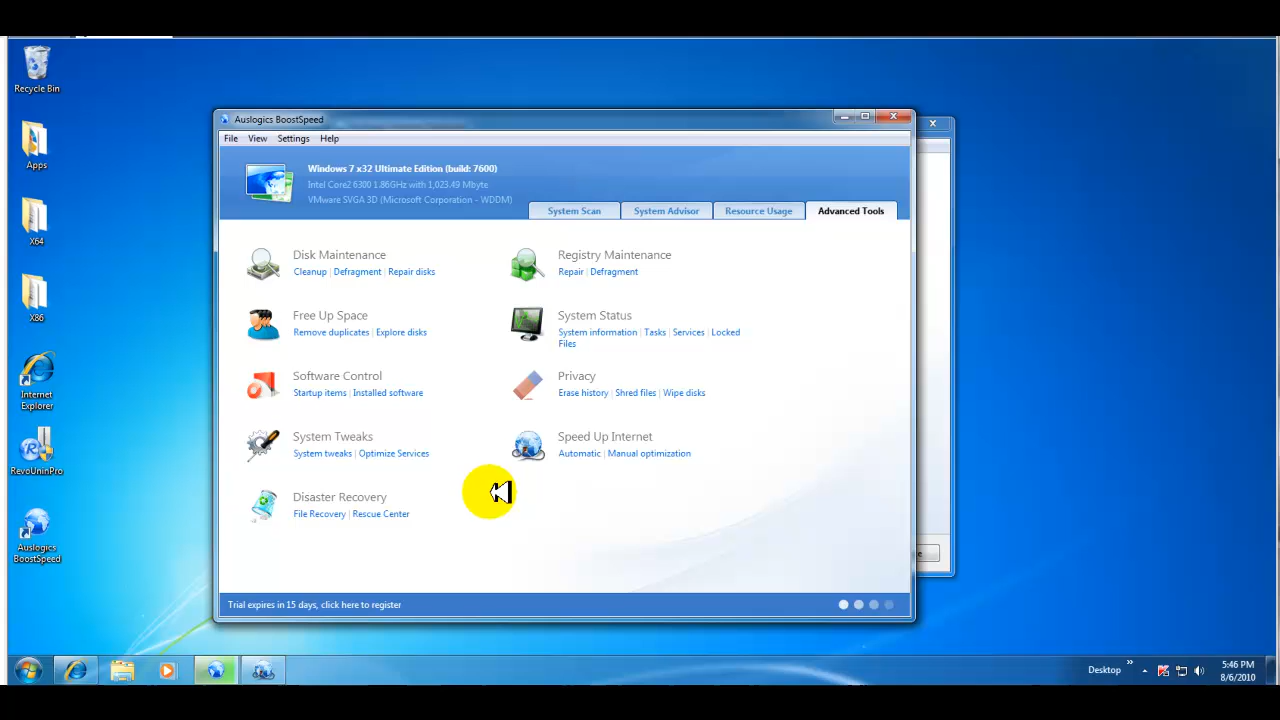 Recycle Bin
Apps
X64
X86
Internet
Explorer
RevoUninPro
Auslogics
BoostSpeed
Auslogics BoostSpeed
File View Settings Help
Windows 7 x32 Ultimate Edition (build: 7600)
Intel Core2 6300 1.86GHz with 1,023.49 Mbyte
VMware SVGA 3D (Microsoft Corporation - WDDM)
System Scan System Advisor Resource Usage Advanced Tools
Disk Maintenance
Cleanup | Defragment | Repair disks
Registry Maintenance
Repair | Defragment
Free Up Space
Remove duplicates | Explore disks
System Status
System information | Tasks | Services | Locked
Files
Software Control
Startup items | Installed software
Privacy
Erase history | Shred files | Wipe disks
System Tweaks
System tweaks | Optimize Services
Speed Up Internet
Automatic | Manual optimization
Disaster Recovery
File Recovery | Rescue Center
Trial expires in 15 days, click here to register
Desktop
5:46 PM
8/6/2010